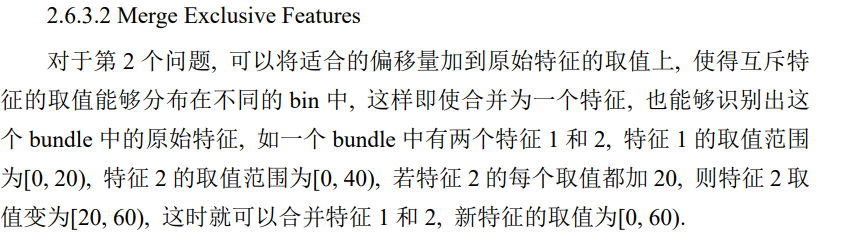 2.6.3.2 Merge Exclusive Features
对于第 2 个问题, 可以将适合的偏移量加到原始特征的取值上, 使得互斥特
征的取值能够分布在不同的 bin 中, 这样即使合并为一个特征, 也能够识别出这
个 bundle 中的原始特征, 如一个 bundle 中有两个特征 1 和 2, 特征 1 的取值范围
为[0, 20), 特征 2 的取值范围为[0, 40), 若特征 2 的每个取值都加 20, 则特征 2 取
值变为[20, 60), 这时就可以合并特征 1 和 2, 新特征的取值为[0, 60).